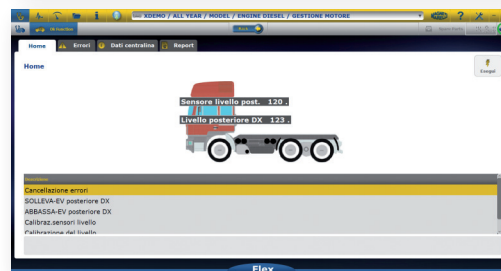 XDEMO / ALL YEAR / MODEL / ENGINE DIESEL / GESTIONE MOTORE
Home
Errori
Dati centralina
Report
Home
Esegui
Sensore livello post. 120 .
Livello posteriore DX 123 .
Cancellazione errori
SOLLEVA-EV posteriore DX
ABBASSA-EV posteriore DX
Calibraz.sensori livello
Calibrazione del livello
Flex